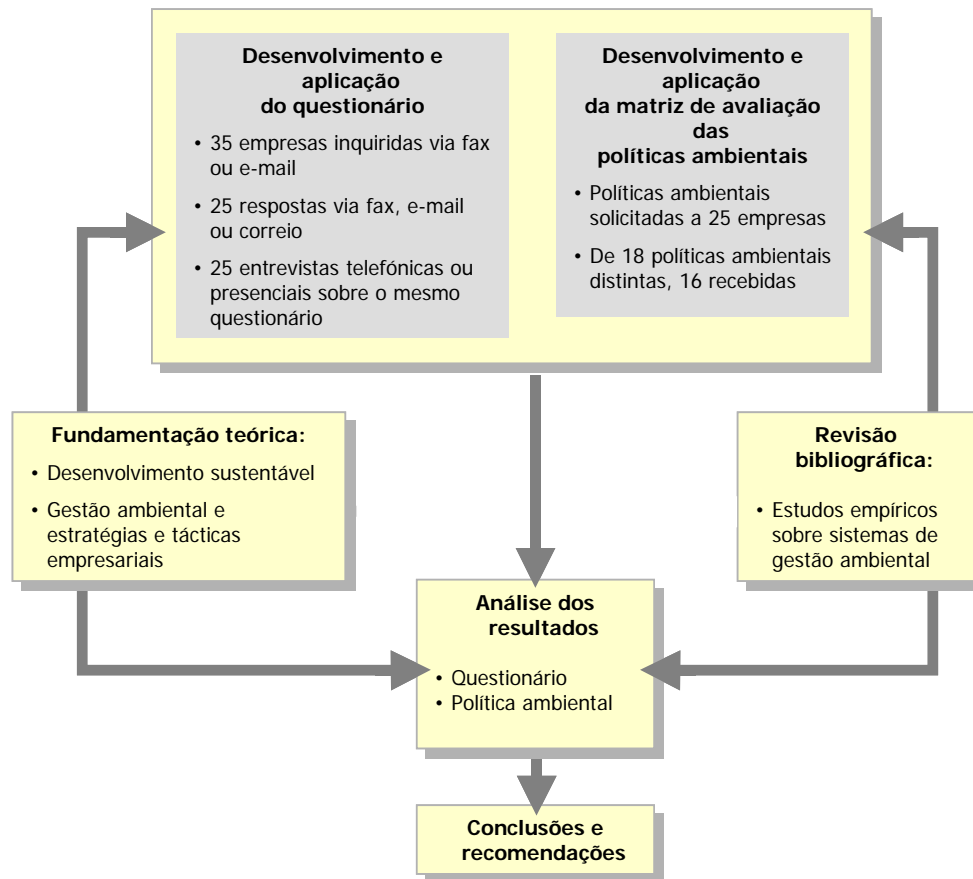 Desenvolvimento e
aplicação
do questionário
• 35 empresas inquiridas via fax
ou e-mail
• 25 respostas via fax, e-mail
ou correio
• 25 entrevistas telefónicas ou
presenciais sobre o mesmo
questionário
Desenvolvimento e
aplicação
da matriz de avaliação
das
políticas ambientais
• Políticas ambientais
solicitadas a 25 empresas
• De 18 políticas ambientais
distintas, 16 recebidas
Fundamentação teórica:
• Desenvolvimento sustentável
• Gestão ambiental e
estratégias e tácticas
empresariais
Revisão
bibliográfica:
• Estudos empíricos
sobre sistemas de
gestão ambiental
Análise dos
resultados
• Questionário
• Política ambiental
Conclusões e
recomendações